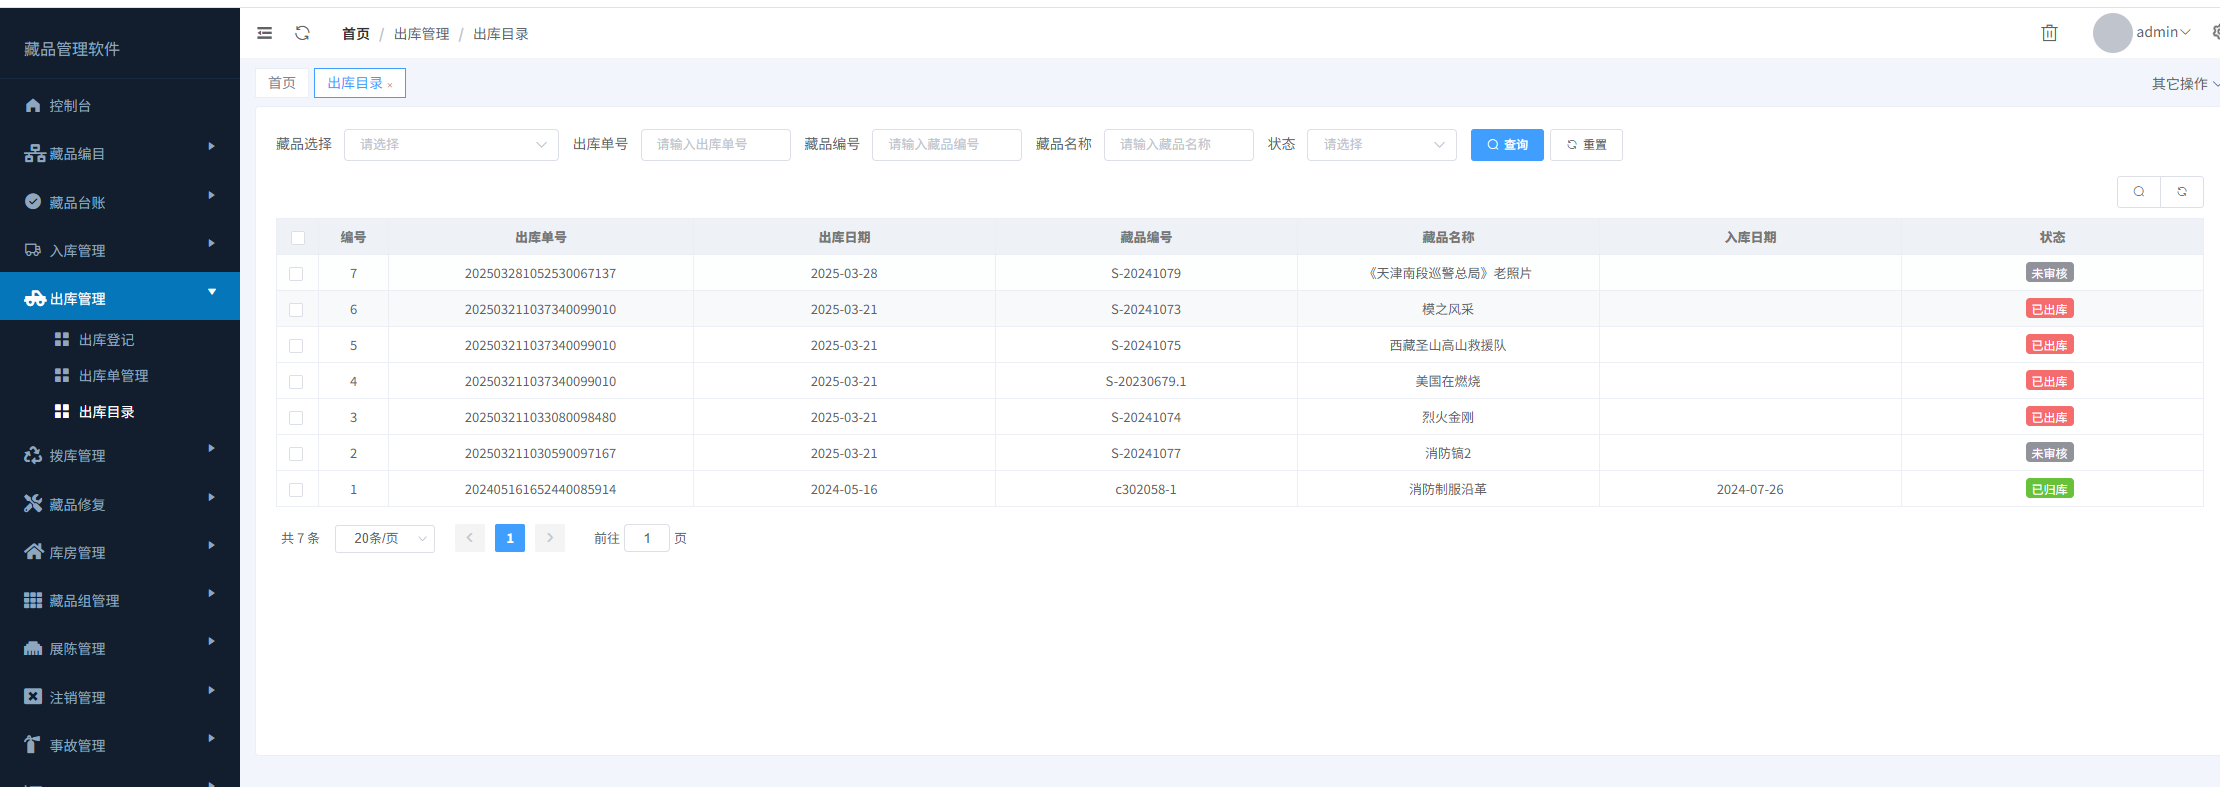 藏品管理软件
控制台
藏品编目
藏品台账
入库管理
出库管理
出库登记
出库单管理
出库目录
拨库管理
藏品修复
库房管理
藏品组管理
展陈管理
注销管理
事故管理
首页 / 出库管理 / 出库目录
admin
首页 出库目录 ×
其它操作
藏品选择 请选择 出库单号 请输入出库单号 藏品编号 请输入藏品编号 藏品名称 请输入藏品名称 状态 请选择 查询 重置
编号 出库单号 出库日期 藏品编号 藏品名称 入库日期 状态
7 202503281052530067137 2025-03-28 S-20241079 《天津南段巡警总局》老照片 未审核
6 202503211037340099010 2025-03-21 S-20241073 模之风采 已出库
5 202503211037340099010 2025-03-21 S-20241075 西藏圣山高山救援队 已出库
4 202503211037340099010 2025-03-21 S-20230679.1 美国在燃烧 已出库
3 202503211033080098480 2025-03-21 S-20241074 烈火金刚 已出库
2 202503211030590097167 2025-03-21 S-20241077 消防镐2 未审核
1 202405161652440085914 2024-05-16 c302058-1 消防制服沿革 2024-07-26 已归库
共 7 条 20条/页 1 前往 1 页